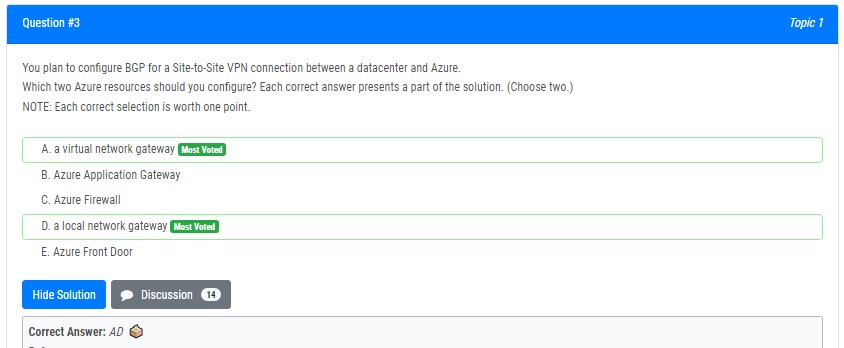 Question #3 Topic 1
You plan to configure BGP for a Site-to-Site VPN connection between a datacenter and Azure.
Which two Azure resources should you configure? Each correct answer presents a part of the solution. (Choose two.)
NOTE: Each correct selection is worth one point.
A. a virtual network gateway Most Voted
B. Azure Application Gateway
C. Azure Firewall
D. a local network gateway Most Voted
E. Azure Front Door
Hide Solution Discussion 14
Correct Answer: AD